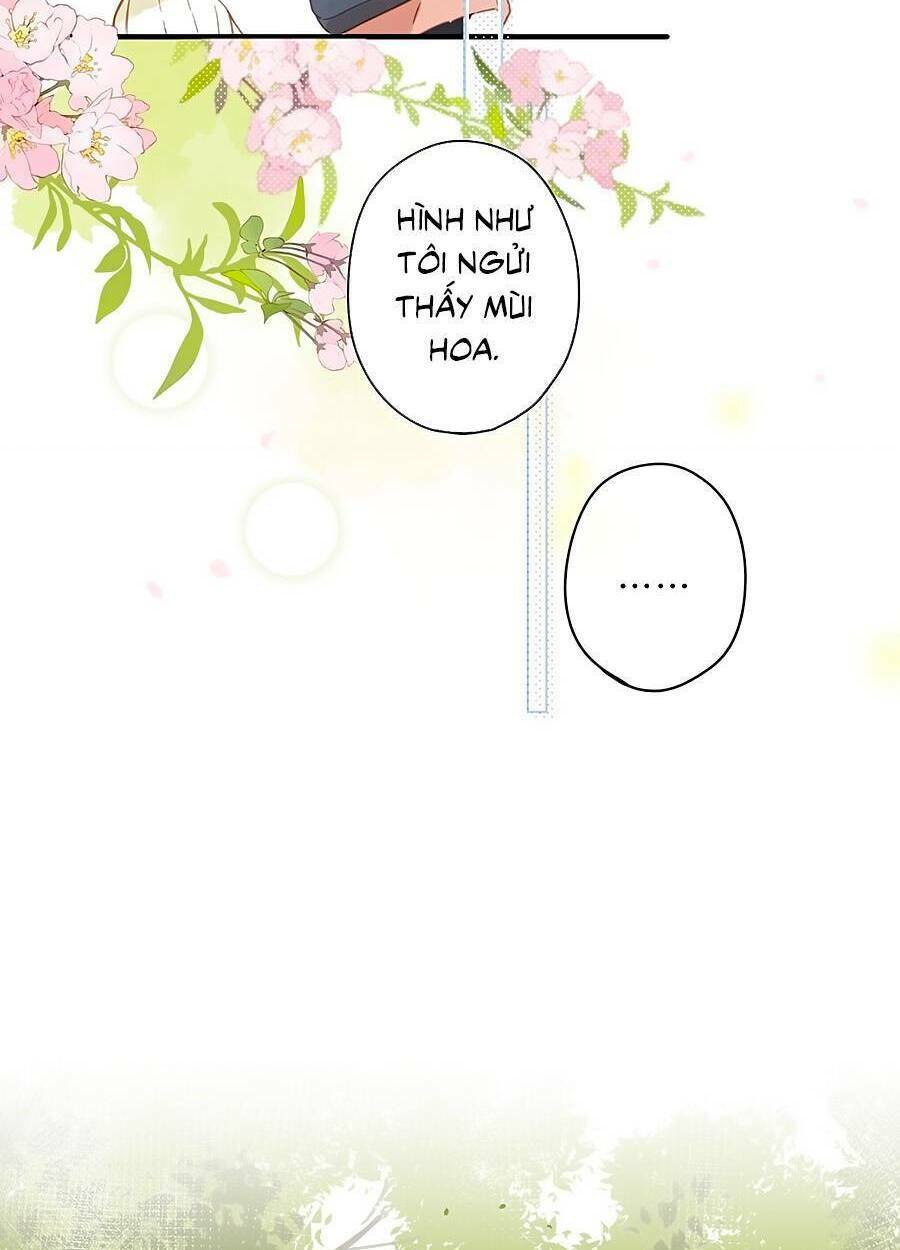 HÌNH NHƯ
TÔI NGỬI
THẤY MÙI
HOA.
......